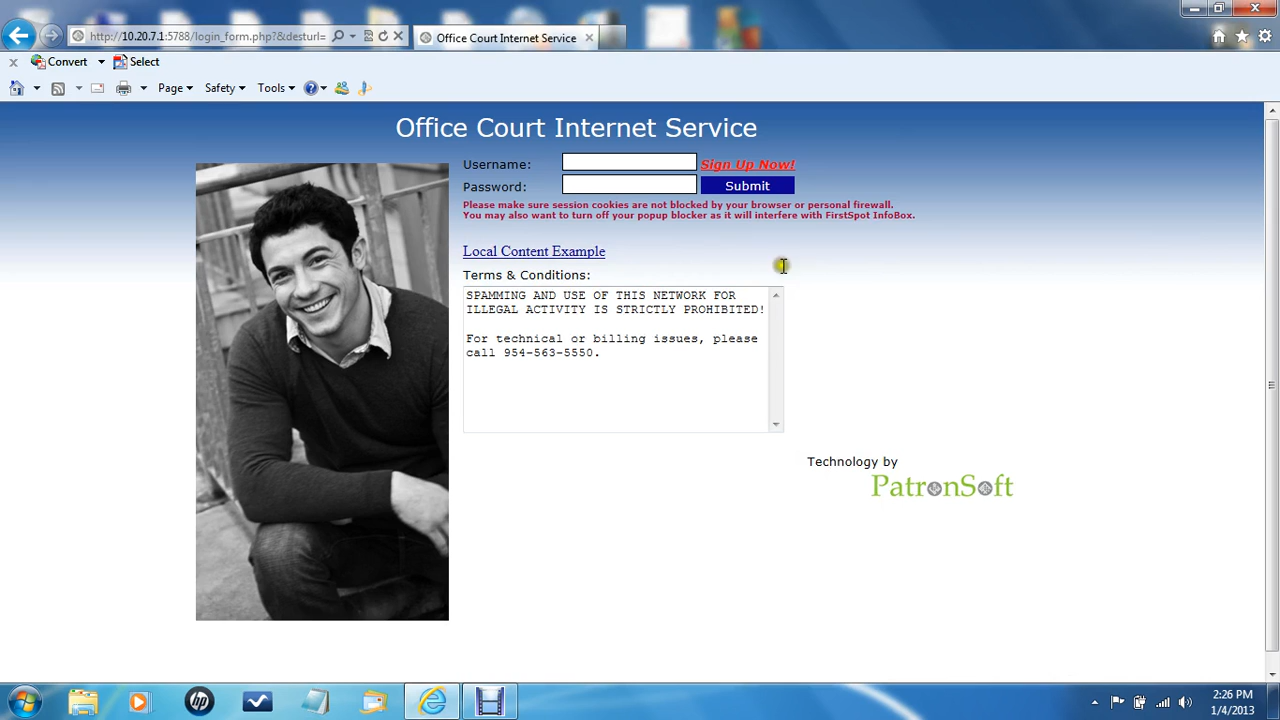 http://10.20.7.1:5788/login_form.php?&desturl=
Office Court Internet Service
Convert
Select
Page
Safety
Tools
Office Court Internet Service
Username:
Sign Up Now!
Password:
Submit
Please make sure session cookies are not blocked by your browser or personal firewall.
You may also want to turn off your popup blocker as it will interfere with FirstSpot InfoBox.
Local Content Example
Terms & Conditions:
SPAMMING AND USE OF THIS NETWORK FOR
ILLEGAL ACTIVITY IS STRICTLY PROHIBITED!
For technical or billing issues, please
call 954-563-5550.
Technology by
PatronSoft
hp
2:26 PM
1/4/2013